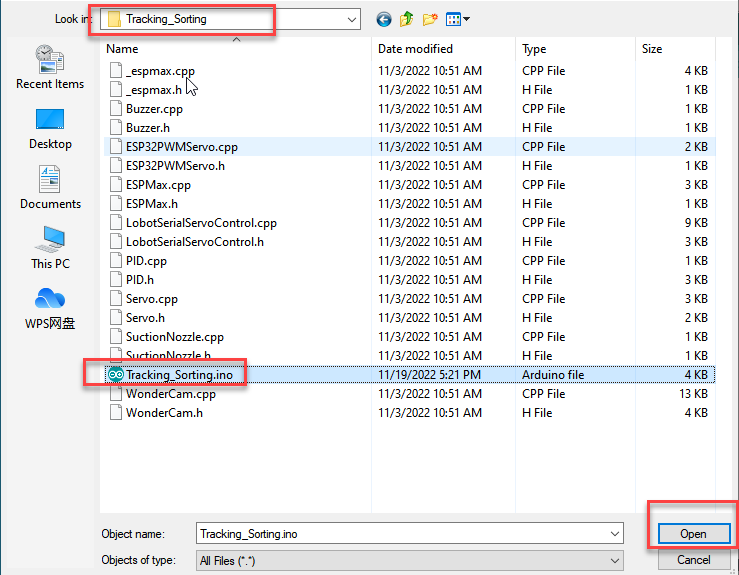 Look in: Tracking_Sorting
Name Date modified Type Size
_espmax.cpp 11/3/2022 10:51 AM CPP File 4 KB
_espmax.h 11/3/2022 10:51 AM H File 1 KB
Buzzer.cpp 11/3/2022 10:51 AM CPP File 1 KB
Buzzer.h 11/3/2022 10:51 AM H File 1 KB
ESP32PWMServo.cpp 11/3/2022 10:51 AM CPP File 2 KB
ESP32PWMServo.h 11/3/2022 10:51 AM H File 1 KB
ESPMax.cpp 11/3/2022 10:51 AM CPP File 3 KB
ESPMax.h 11/3/2022 10:51 AM H File 1 KB
LobotSerialServoControl.cpp 11/3/2022 10:51 AM CPP File 9 KB
LobotSerialServoControl.h 11/3/2022 10:51 AM H File 3 KB
PID.cpp 11/3/2022 10:51 AM CPP File 1 KB
PID.h 11/3/2022 10:51 AM H File 3 KB
Servo.cpp 11/3/2022 10:51 AM CPP File 3 KB
Servo.h 11/3/2022 10:51 AM H File 2 KB
SuctionNozzle.cpp 11/3/2022 10:51 AM CPP File 1 KB
SuctionNozzle.h 11/3/2022 10:51 AM H File 1 KB
Tracking_Sorting.ino 11/19/2022 5:21 PM Arduino file 4 KB
WonderCam.cpp 11/3/2022 10:51 AM CPP File 13 KB
WonderCam.h 11/3/2022 10:51 AM H File 4 KB
Recent Items
Desktop
Documents
This PC
WPS网盘
Object name: Tracking_Sorting.ino Open
Objects of type: All Files (*.*) Cancel